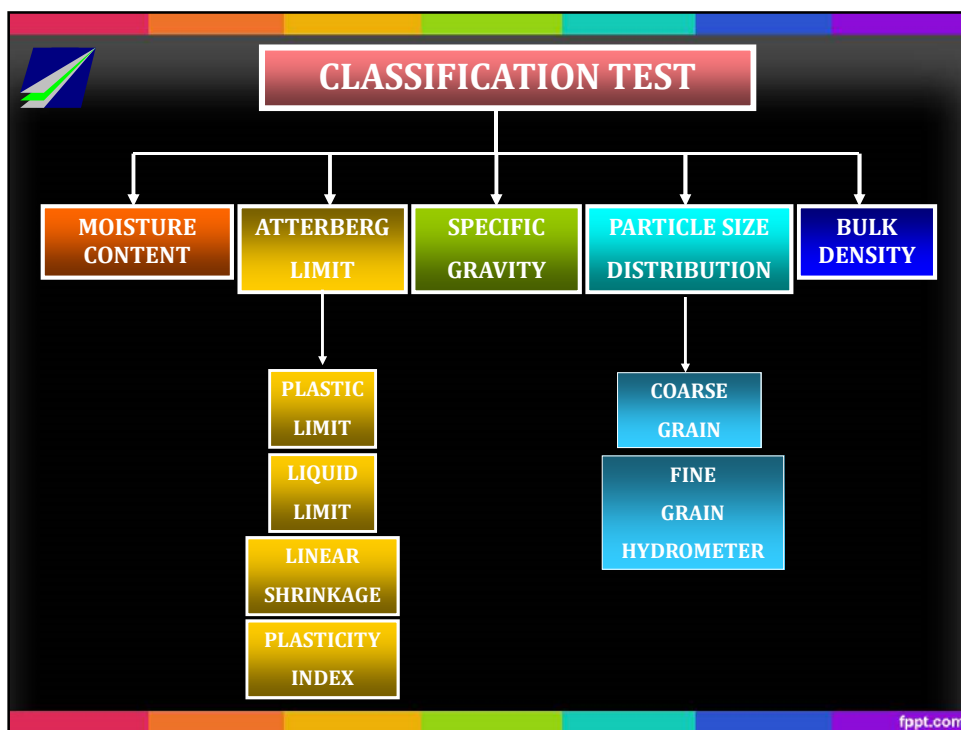 CLASSIFICATION TEST
MOISTURE
CONTENT
ATTERBERG
LIMIT
SPECIFIC
GRAVITY
PARTICLE SIZE
DISTRIBUTION
BULK
DENSITY
PLASTIC
LIMIT
LIQUID
LIMIT
LINEAR
SHRINKAGE
PLASTICITY
INDEX
COARSE
GRAIN
FINE
GRAIN
HYDROMETER
fppt.com